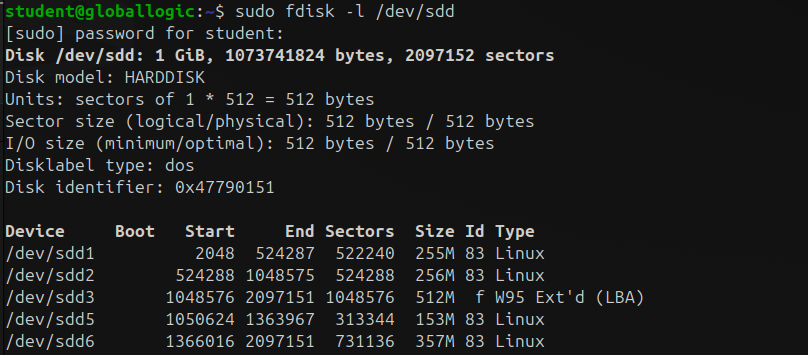 student@globallogic:~$ sudo fdisk -l /dev/sdd
[sudo] password for student:
Disk /dev/sdd: 1 GiB, 1073741824 bytes, 2097152 sectors
Disk model: HARDDISK
Units: sectors of 1 * 512 = 512 bytes
Sector size (logical/physical): 512 bytes / 512 bytes
I/O size (minimum/optimal): 512 bytes / 512 bytes
Disklabel type: dos
Disk identifier: 0x47790151
Device     Boot   Start     End Sectors  Size Id Type
/dev/sdd1          2048  524287  522240  255M 83 Linux
/dev/sdd2        524288 1048575  524288  256M 83 Linux
/dev/sdd3       1048576 2097151 1048576  512M  f W95 Ext'd (LBA)
/dev/sdd5       1050624 1363967  313344  153M 83 Linux
/dev/sdd6       1366016 2097151  731136  357M 83 Linux